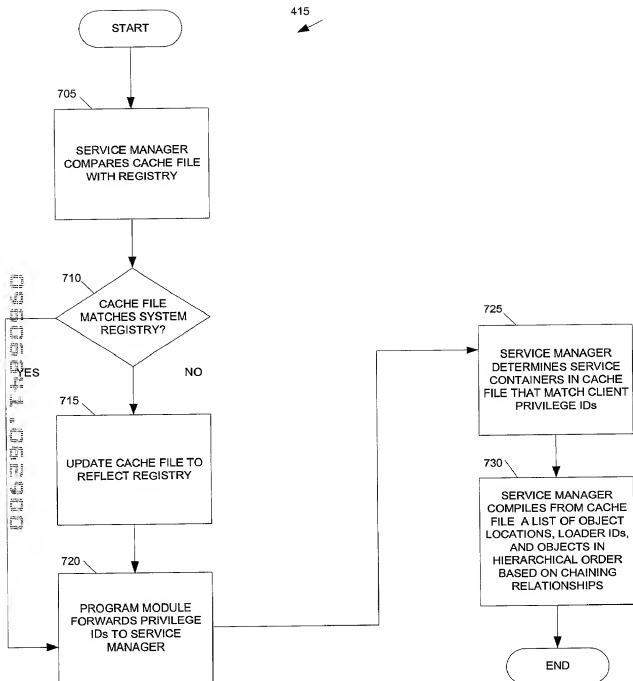 415
START
705
SERVICE MANAGER
COMPARES CACHE FILE
WITH REGISTRY
710
CACHE FILE
MATCHES SYSTEM
REGISTRY?
YES
NO
715
UPDATE CACHE FILE TO
REFLECT REGISTRY
720
PROGRAM MODULE
FORWARDS PRIVILEGE
IDs TO SERVICE
MANAGER
725
SERVICE MANAGER
DETERMINES SERVICE
CONTAINERS IN CACHE
FILE THAT MATCH CLIENT
PRIVILEGE IDs
730
SERVICE MANAGER
COMPILES FROM CACHE
FILE A LIST OF OBJECT
LOCATIONS, LOADER IDs,
AND OBJECTS IN
HIERARCHICAL ORDER
BASED ON CHAINING
RELATIONSHIPS
END